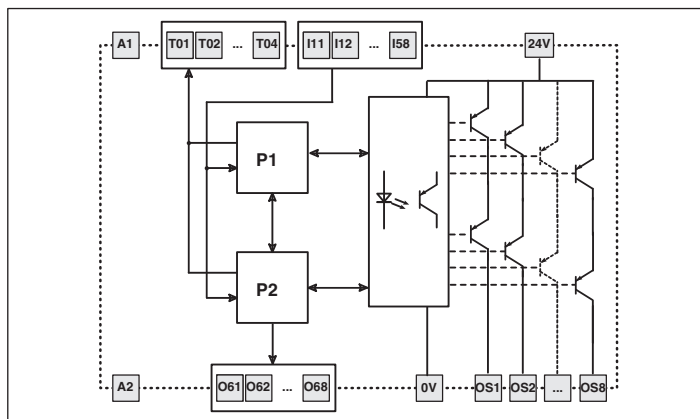 A1 T01 T02 ... T04 I11 I12 ... I58 24V
P1
P2
A2 O61 O62 ... O68 0V OS1 OS2 ... OS8